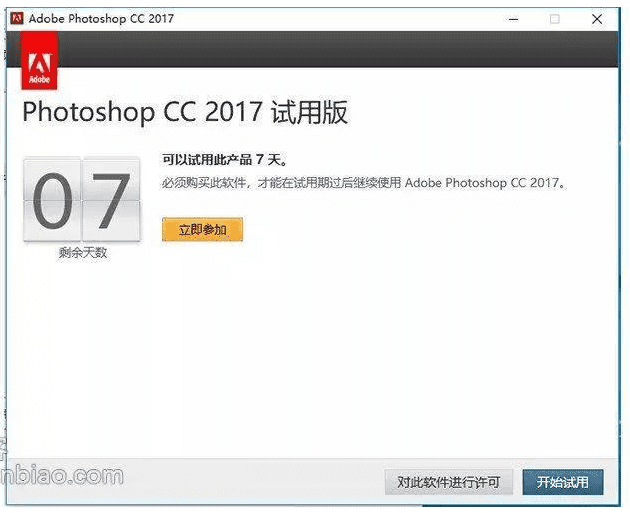 Adobe Photoshop CC 2017
Adobe
Photoshop CC 2017 试用版
可以试用此产品 7 天。
必须购买此软件，才能在试用期过后继续使用 Adobe Photoshop CC 2017。
07
立即参加
剩余天数
nbiao.com
对此软件进行许可
开始试用